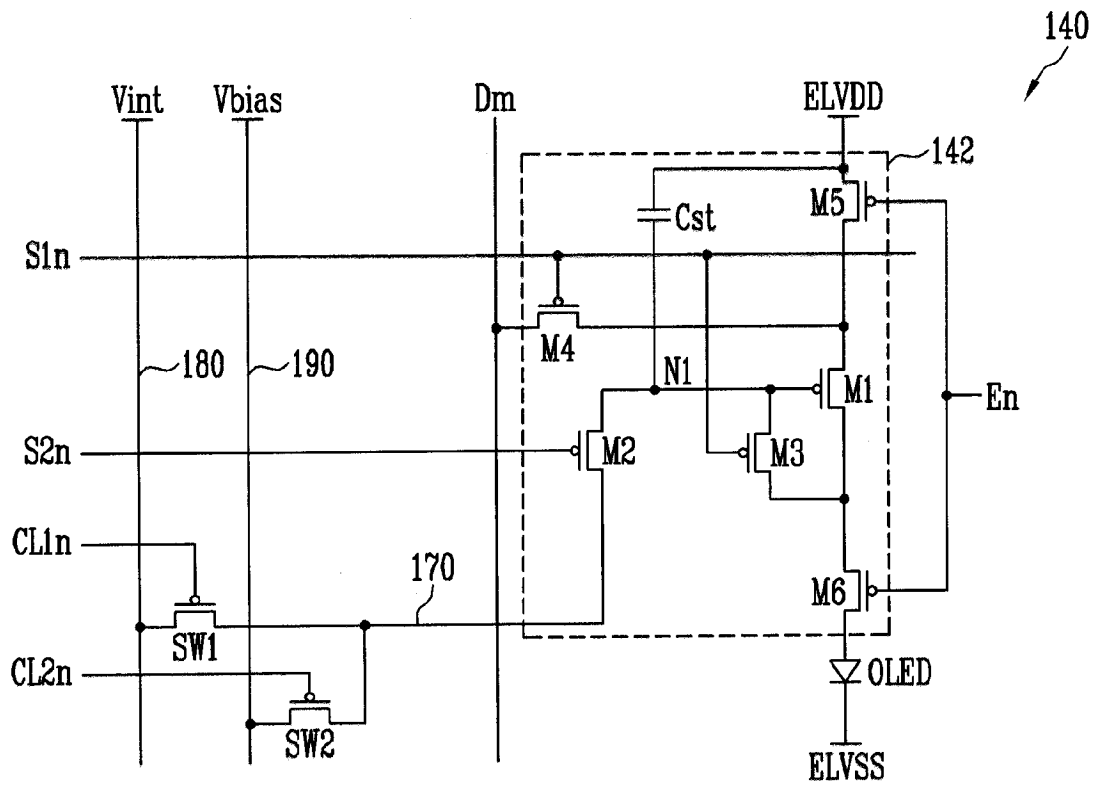 140
Vint
Vbias
Dm
ELVDD
142
M5
Cst
S1n
M4
180
190
N1
M1
En
S2n
M2
M3
CL1n
170
M6
SW1
CL2n
OLED
SW2
ELVSS